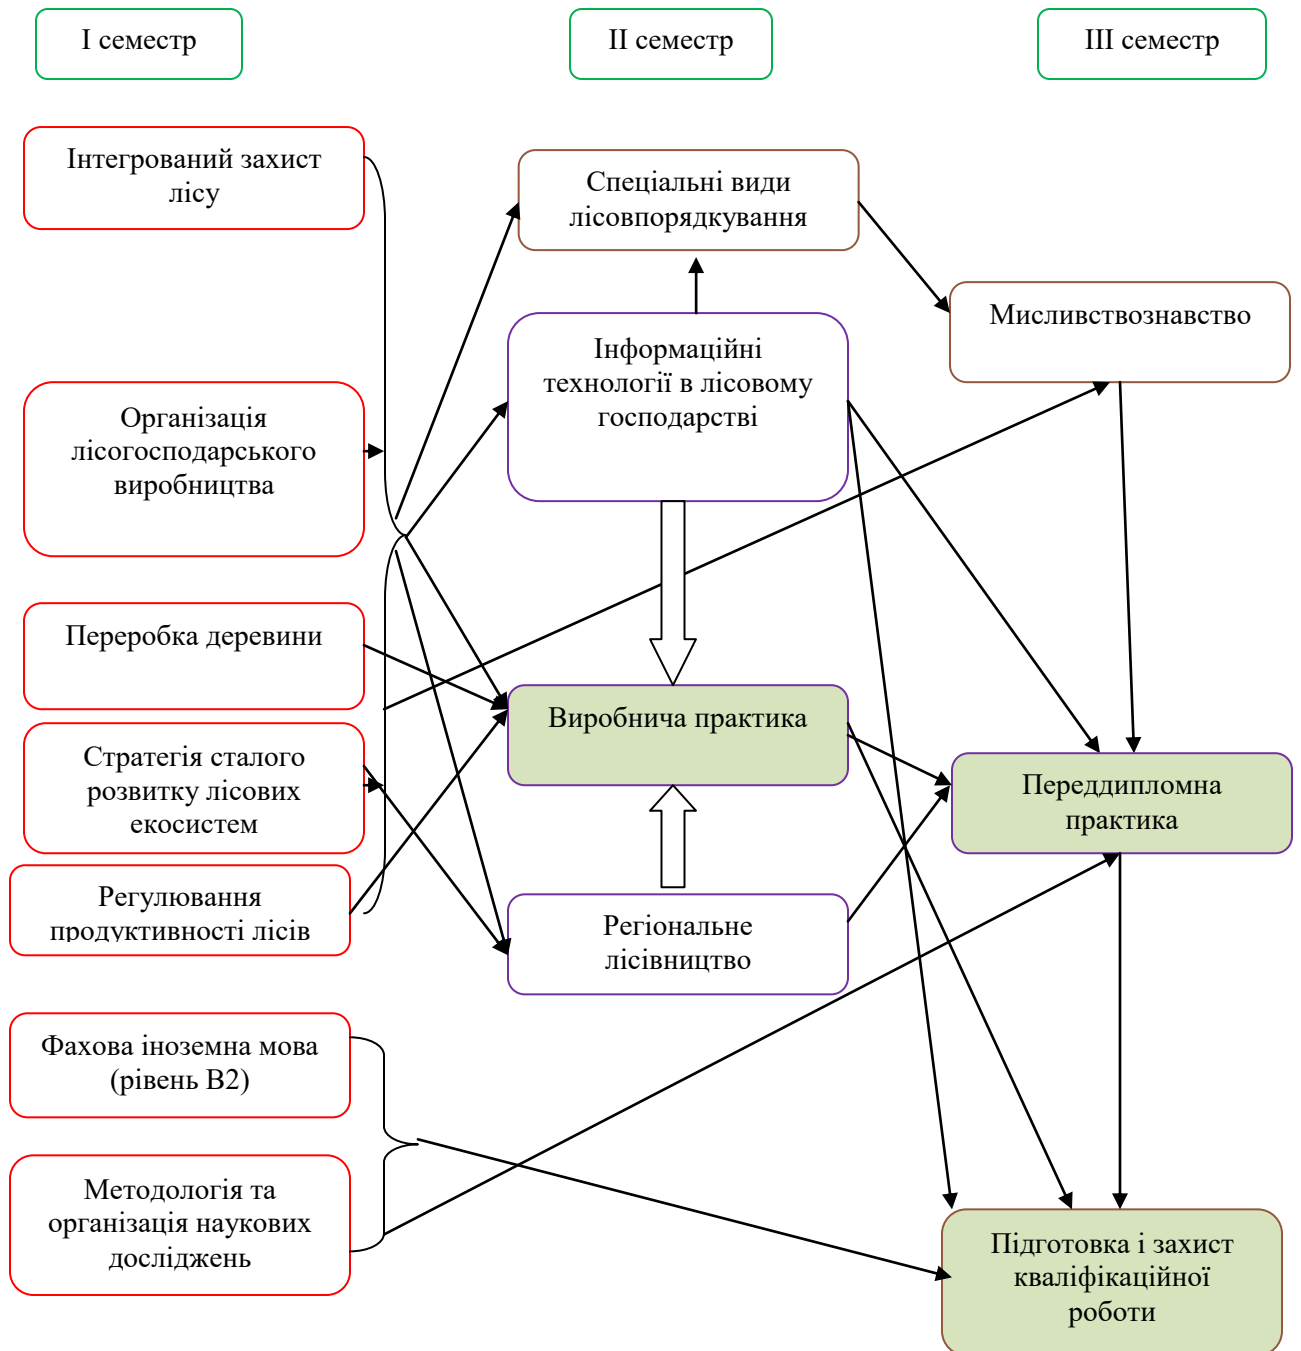 І семестр
ІІ семестр
ІІІ семестр
Інтегрований захист
лісу
Організація
лісогосподарського
виробництва
Переробка деревини
Стратегія сталого
розвитку лісових
екосистем
Регулювання
продуктивності лісів
Фахова іноземна мова
(рівень В2)
Методологія та
організація наукових
досліджень
Спеціальні види
лісовпорядкування
Інформаційні
технології в лісовому
господарстві
Виробнича практика
Регіональне
лісівництво
Мисливствознавство
Переддипломна
практика
Підготовка і захист
кваліфікаційної
роботи